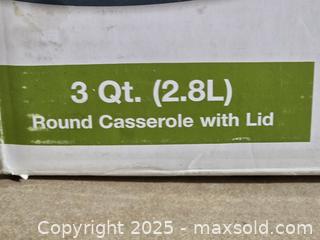 3 Qt. (2.8L)
Round Casserole with Lid
Copyright 2025 - maxsold.com